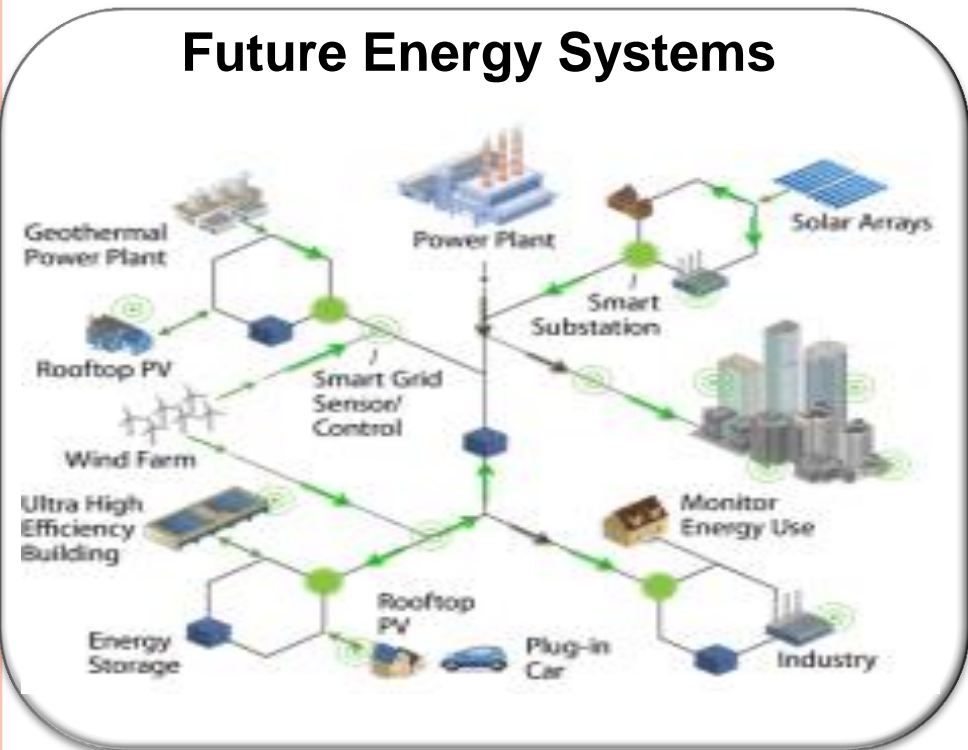 Future Energy Systems
Geothermal
Power Plant
Power Plant
Solar Arrays
Smart
Substation
Rooftop PV
Smart Grid
Sensor/
Control
Wind Farm
Ultra High
Efficiency
Building
Monitor
Energy Use
Rooftop
PV
Energy
Storage
Plug-in
Car
Industry